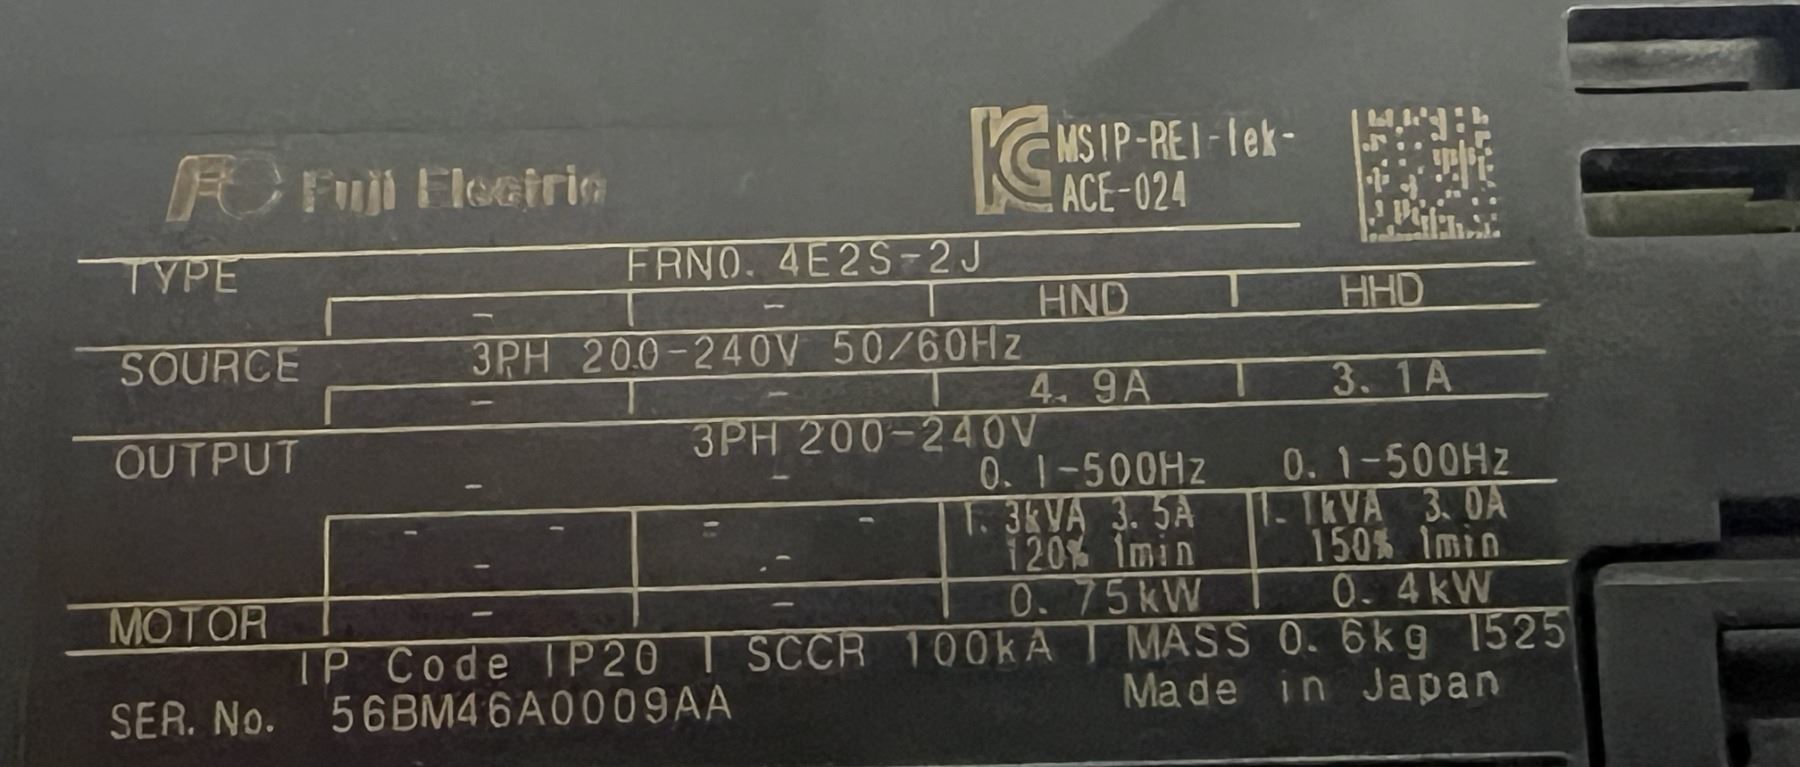 Fuji Electric
MSIP-REI-Iek-
ACE-024
TYPE FRN0. 4E2S-2J
- - HND HHD
SOURCE 3PH 200-240V 50/60Hz
- - 4. 9A 3. 1A
OUTPUT 3PH 200-240V
- - 0. 1-500Hz 0. 1-500Hz
- - - - 1. 3kVA 3. 5A 1. 1kVA 3. 0A
- - 120% 1min 150% 1min
MOTOR - - 0. 75kW 0. 4kW
IP Code IP20 | SCCR 100kA | MASS 0. 6kg 1525
SER. No. 56BM46A0009AA Made in Japan